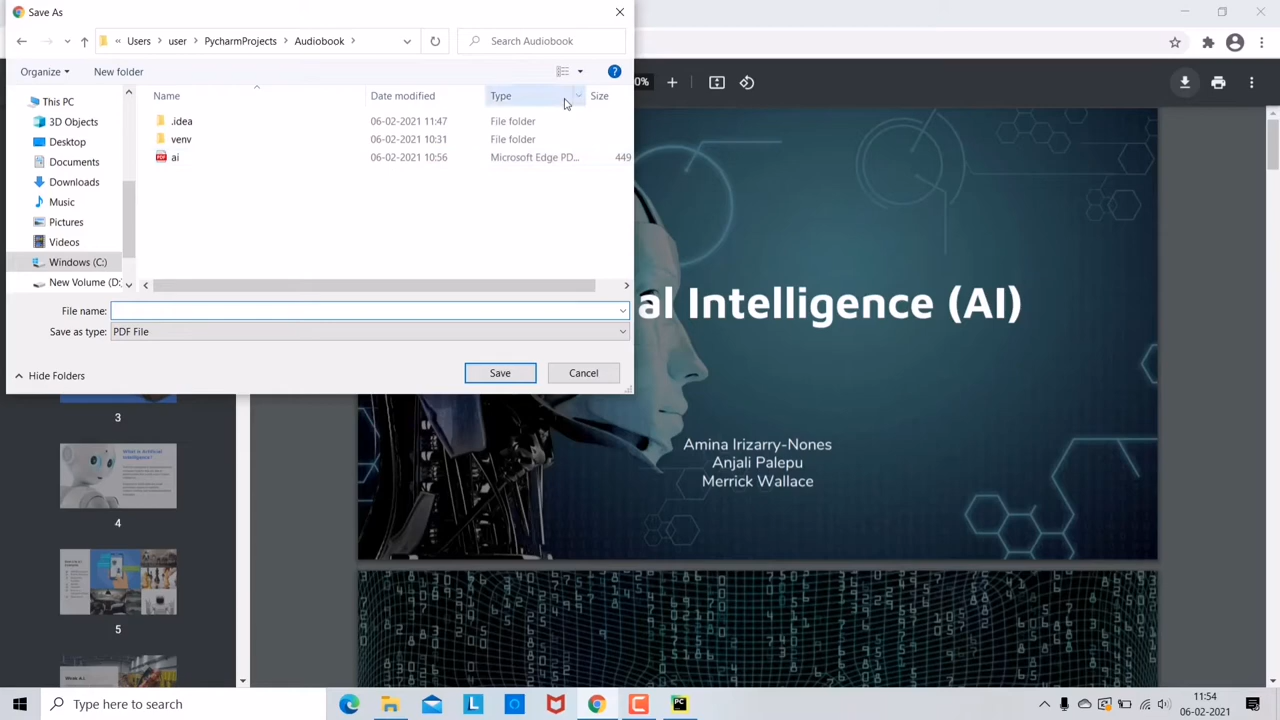 Save As
Users
user
PycharmProjects
Audiobook
Search Audiobook
Organize
New folder
?
This PC
3D Objects
Desktop
Documents
Downloads
Music
Pictures
Videos
Windows (C:)
New Volume (D:
Name
Date modified
Type
Size
.idea
06-02-2021 11:47
File folder
venv
06-02-2021 10:31
File folder
ai
06-02-2021 10:56
Microsoft Edge PD...
449
File name:
Save as type:
PDF File
Hide Folders
Save
Cancel
0%
al Intelligence (AI)
Amina Irizarry-Nones
Anjali Palepu
Merrick Wallace
3
4
5
Type here to search
11:54
06-02-2021